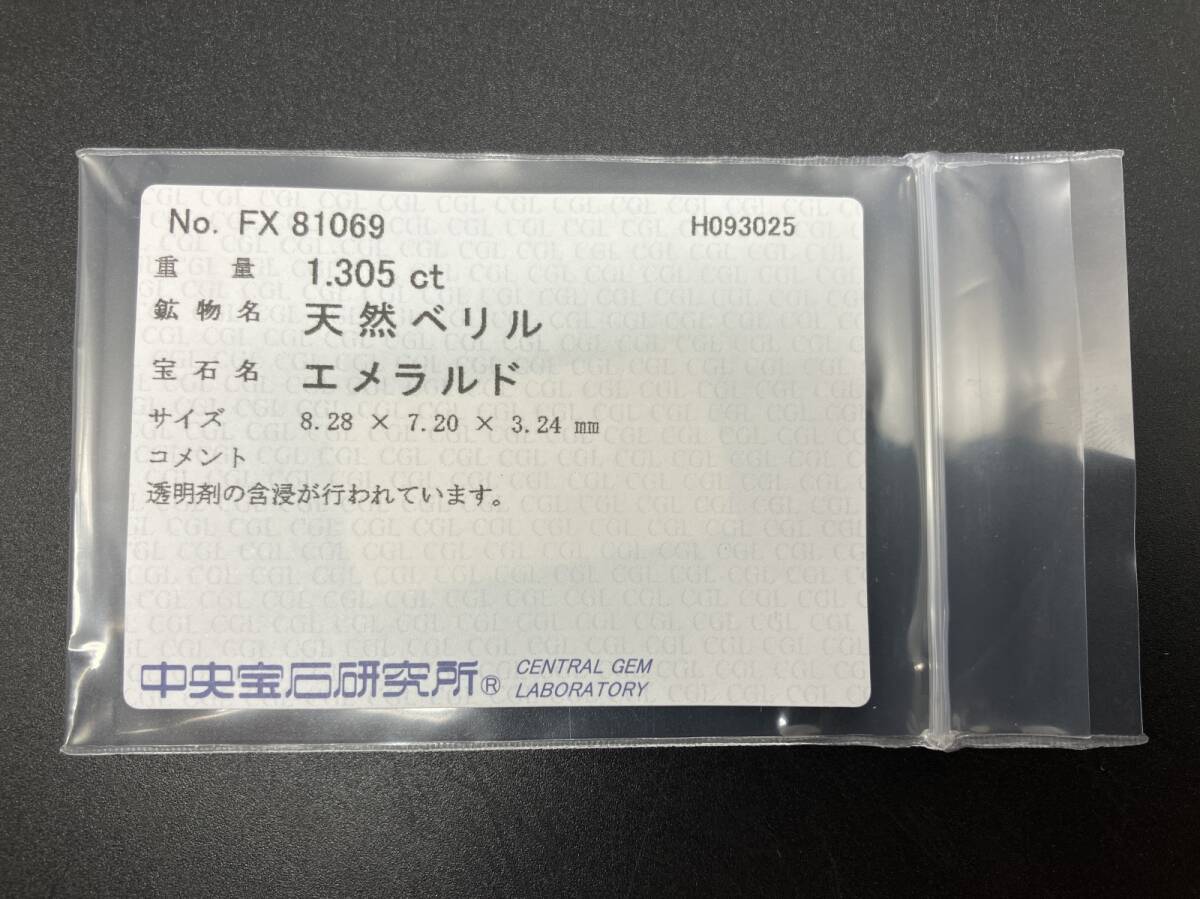 No. FX 81069 H093025
重量 1.305 ct
鉱物名 天然ベリル
宝石名 エメラルド
サイズ 8.28 × 7.20 × 3.24 mm
コメント
透明剤の含浸が行われています。
中央宝石研究所® CENTRAL GEM
LABORATORY